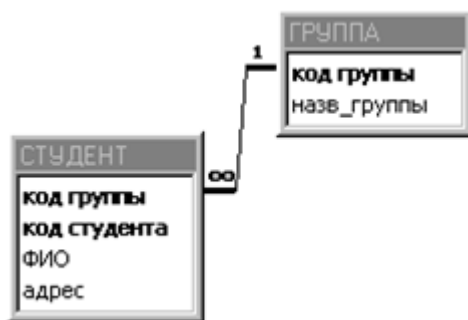 ГРУППА
код группы
назв_группы
1
∞
СТУДЕНТ
код группы
код студента
ФИО
адрес